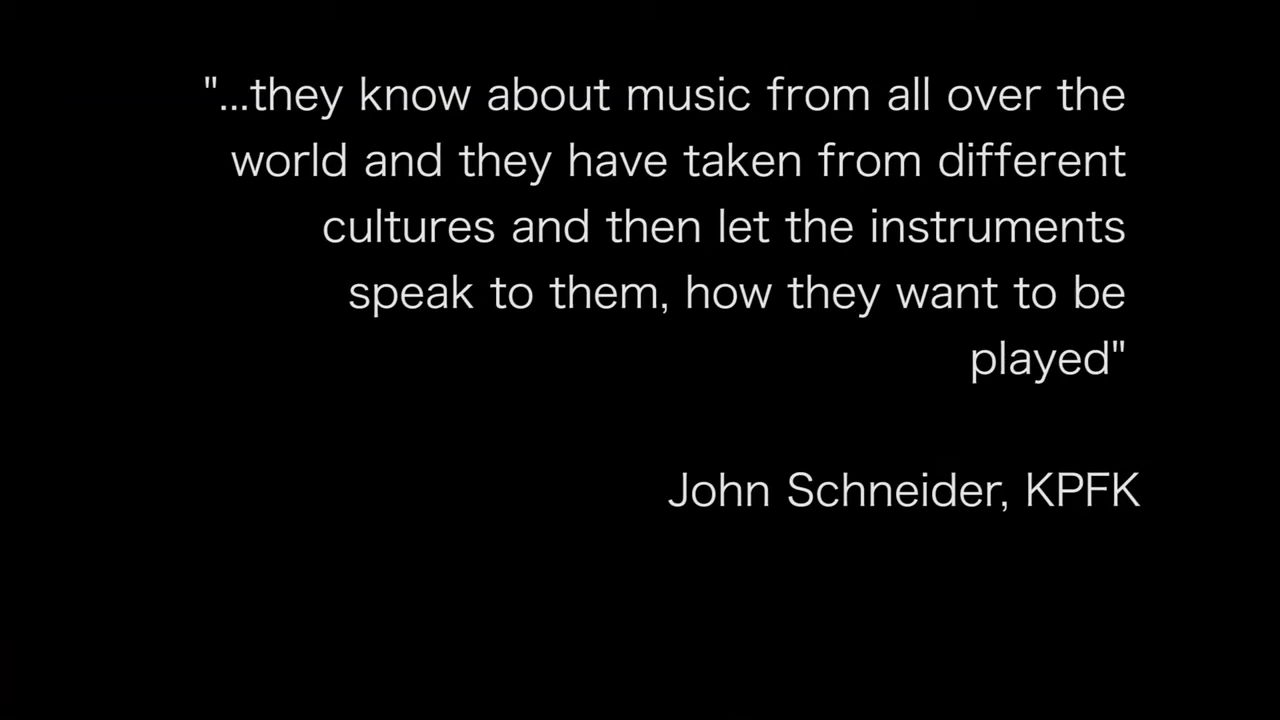 "...they know about music from all over the
world and they have taken from different
cultures and then let the instruments
speak to them, how they want to be
played"
John Schneider, KPFK